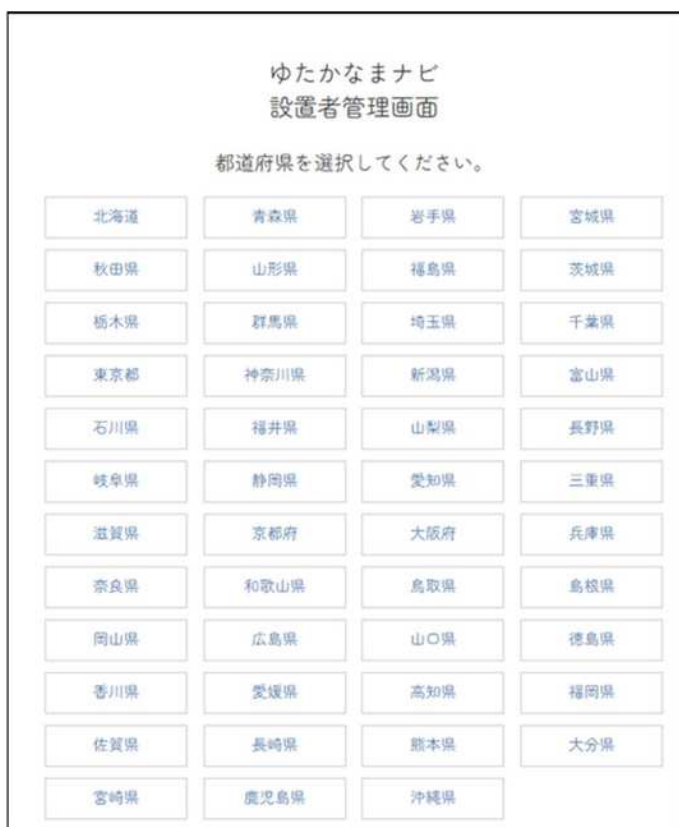 ゆたかなまナビ
設置者管理画面
都道府県を選択してください。
北海道 青森県 岩手県 宮城県
秋田県 山形県 福島県 茨城県
栃木県 群馬県 埼玉県 千葉県
東京都 神奈川県 新潟県 富山県
石川県 福井県 山梨県 長野県
岐阜県 静岡県 愛知県 三重県
滋賀県 京都府 大阪府 兵庫県
奈良県 和歌山県 鳥取県 島根県
岡山県 広島県 山口県 徳島県
香川県 愛媛県 高知県 福岡県
佐賀県 長崎県 熊本県 大分県
宮崎県 鹿児島県 沖縄県